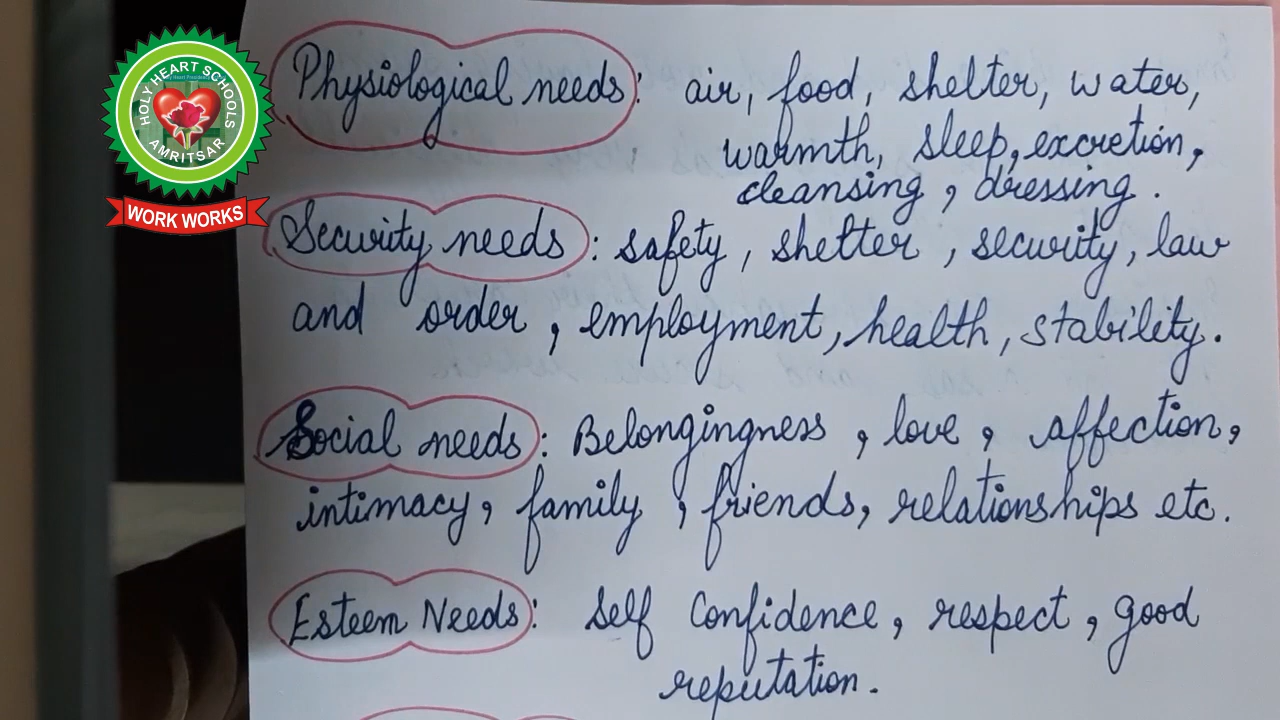 HOLY HEART SCHOOLS
AMRITSAR
WORK WORKS
Physiological needs: air, food, shelter, water,
warmth, sleep, excretion,
cleansing, dressing.
Security needs: safety, shelter, security, law
and order, employment, health, stability.
Social needs: Belongingness, love, affection,
intimacy, family, friends, relationships etc.
Esteem Needs: Self Confidence, respect, good
reputation.